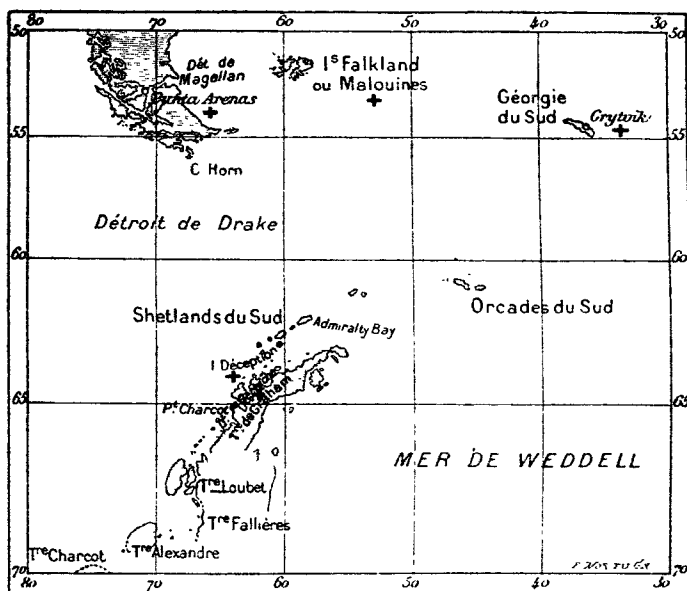 80 70 60 50 40 30
50 50
Dét. de
Magellan
Punta Arenas
Iˢ Falkland
ou Malouines
Géorgie
du Sud
Grytvik
55 55
C. Horn
Détroit de Drake
60 60
Shetlands du Sud
Admiralty Bay
Orcades du Sud
I Déception
Pᵗ Charcot
Tʳᵉ de Graham
65 65
MER DE WEDDELL
Tʳᵉ Loubet
Tʳᵉ Fallières
Tʳᵉ Charcot
Tʳᵉ Alexandre
70 70
80 70 60 50 40 30